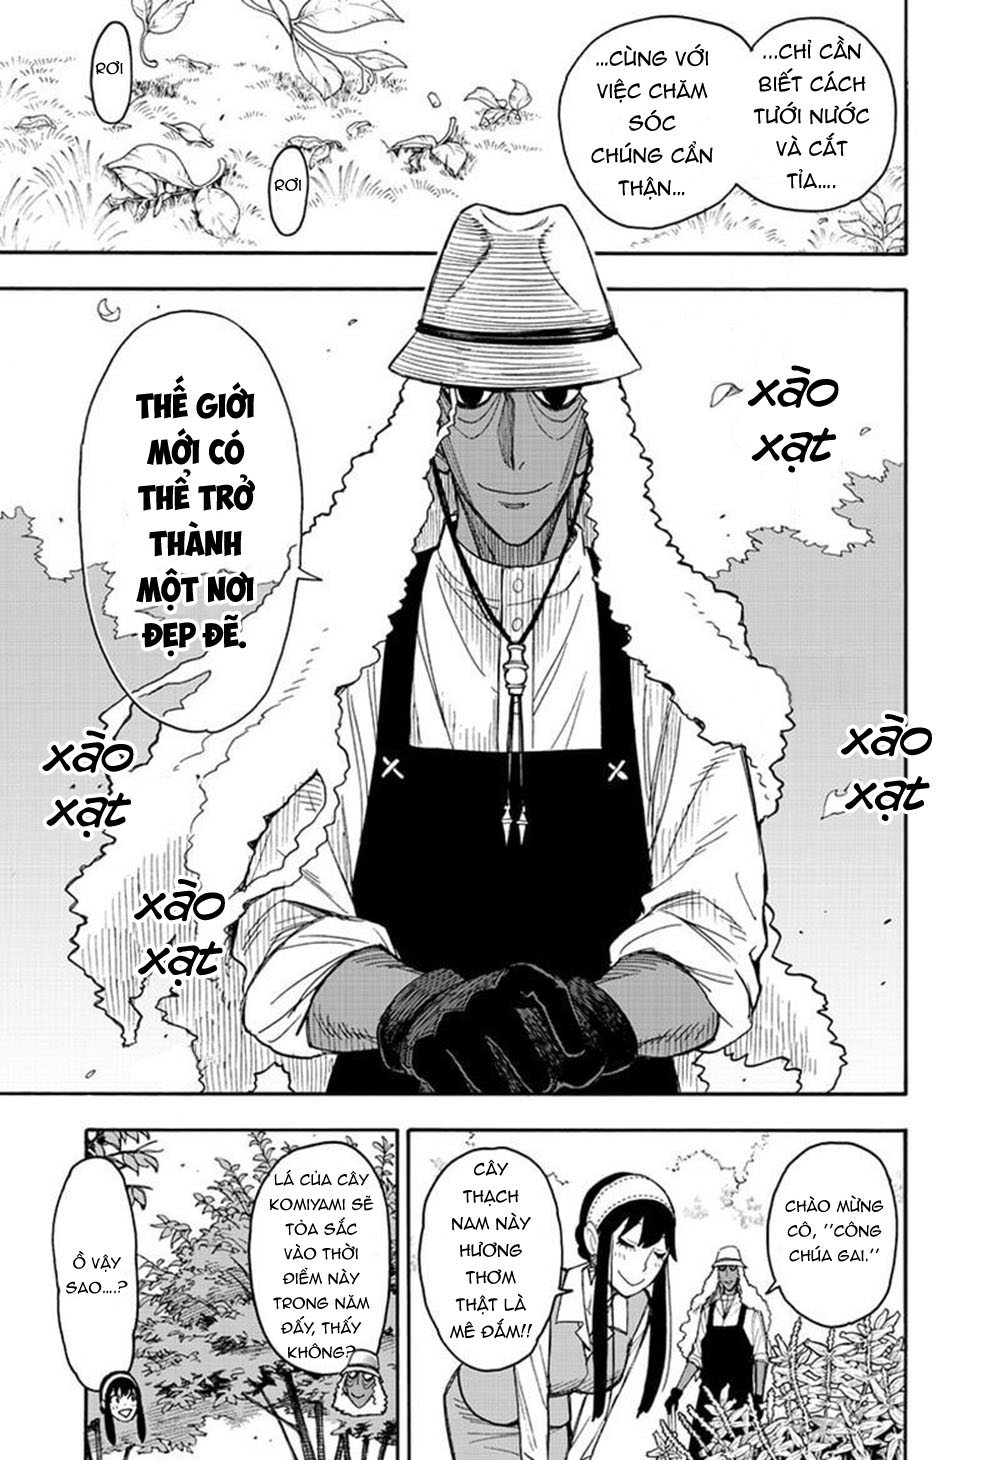 ...CHỈ CẦN
BIẾT CÁCH
TƯỚI NƯỚC
VÀ CẮT
TỈA....
...CÙNG VỚI
VIỆC CHĂM
SÓC
CHÚNG CẨN
THẬN...
RƠI
RƠI
THẾ GIỚI
MỚI CÓ
THỂ TRỞ
THÀNH
MỘT NƠI
ĐẸP ĐẼ.
XÀO
XẠT
XÀO
XẠT
XÀO
XẠT
XÀO
XẠT
CHÀO MỪNG
CÔ, ''CÔNG
CHÚA GAI.''
CÂY
THẠCH
NAM NÀY
HƯƠNG
THƠM
THẬT LÀ
MÊ ĐẮM!!
LÁ CỦA CÂY
KOMIYAMI SẼ
TỎA SẮC
VÀO THỜI
ĐIỂM NÀY
TRONG NĂM
ĐẤY, THẤY
KHÔNG?
Ồ VẬY
SAO....?